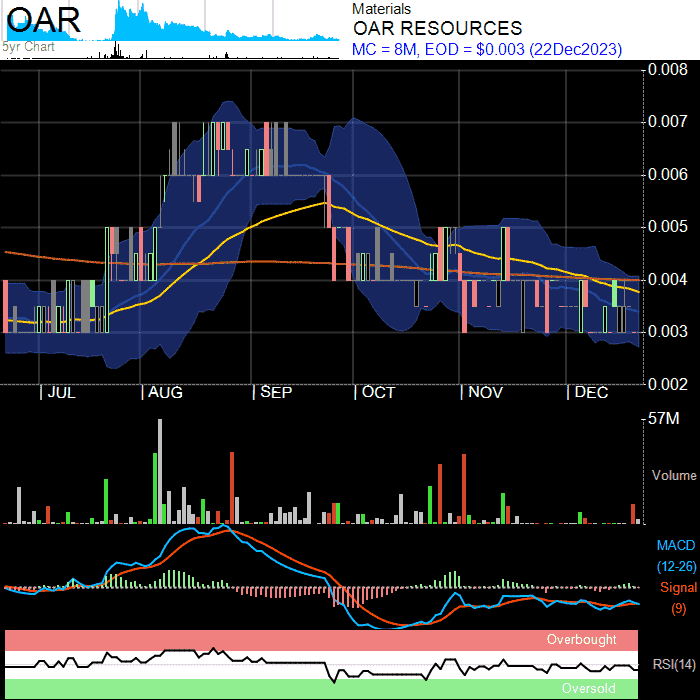 OAR
5yr Chart
Materials
OAR RESOURCES
MC = 8M, EOD = $0.003 (22Dec2023)
0.008
0.007
0.006
0.005
0.004
0.003
0.002
JUL AUG SEP OCT NOV DEC
57M
Volume
MACD
(12-26)
Signal
(9)
Overbought
RSI(14)
Oversold